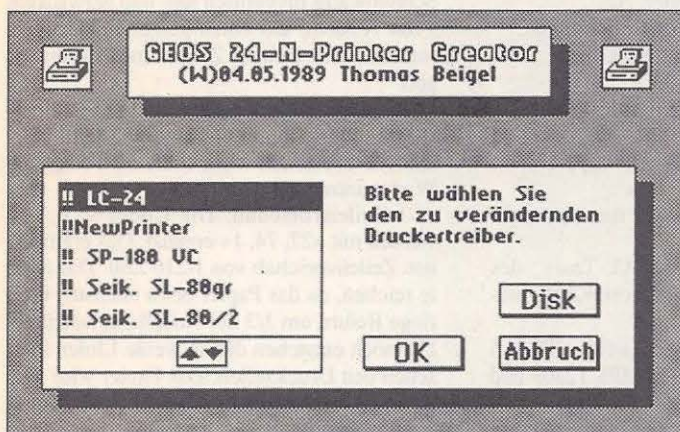 GEOS 24-N-Printer Creator
(W)04.05.1989 Thomas Beigel
!! LC-24
!!NewPrinter
!! SP-180 VC
!! Seik. SL-80gr
!! Seik. SL-80/2
Bitte wählen Sie
den zu verändernden
Druckertreiber.
Disk
OK
Abbruch